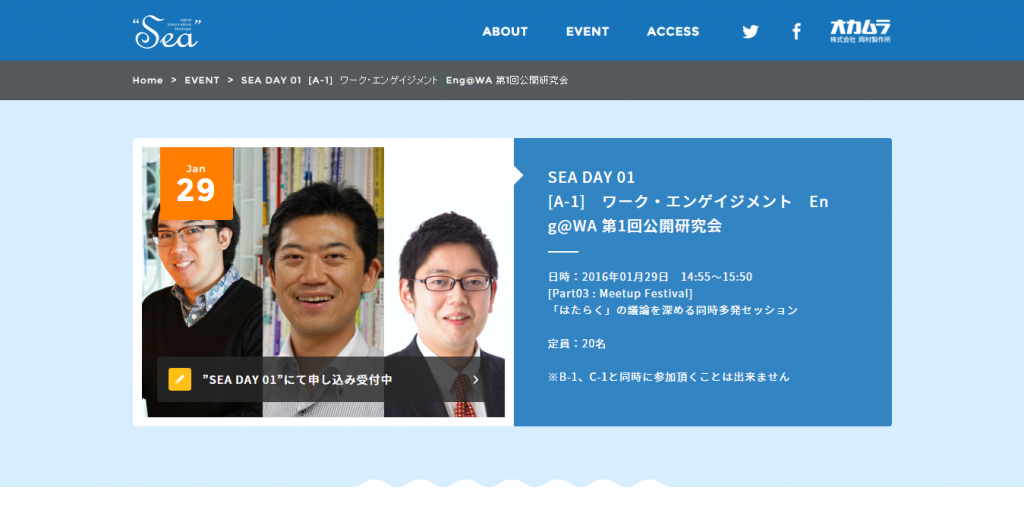 “Sea”
open
innovation
biotope
ABOUT
EVENT
ACCESS
オカムラ
株式会社 岡村製作所
Home > EVENT > SEA DAY 01 [A-1] ワーク・エンゲイジメント Eng@WA 第1回公開研究会
Jan
29
”SEA DAY 01”にて申し込み受付中
SEA DAY 01
[A-1] ワーク・エンゲイジメント En
g@WA 第1回公開研究会
日時：2016年01月29日 14:55～15:50
[Part03 : Meetup Festival]
「はたらく」の議論を深める同時多発セッション
定員：20名
※B-1、C-1と同時に参加頂くことは出来ません